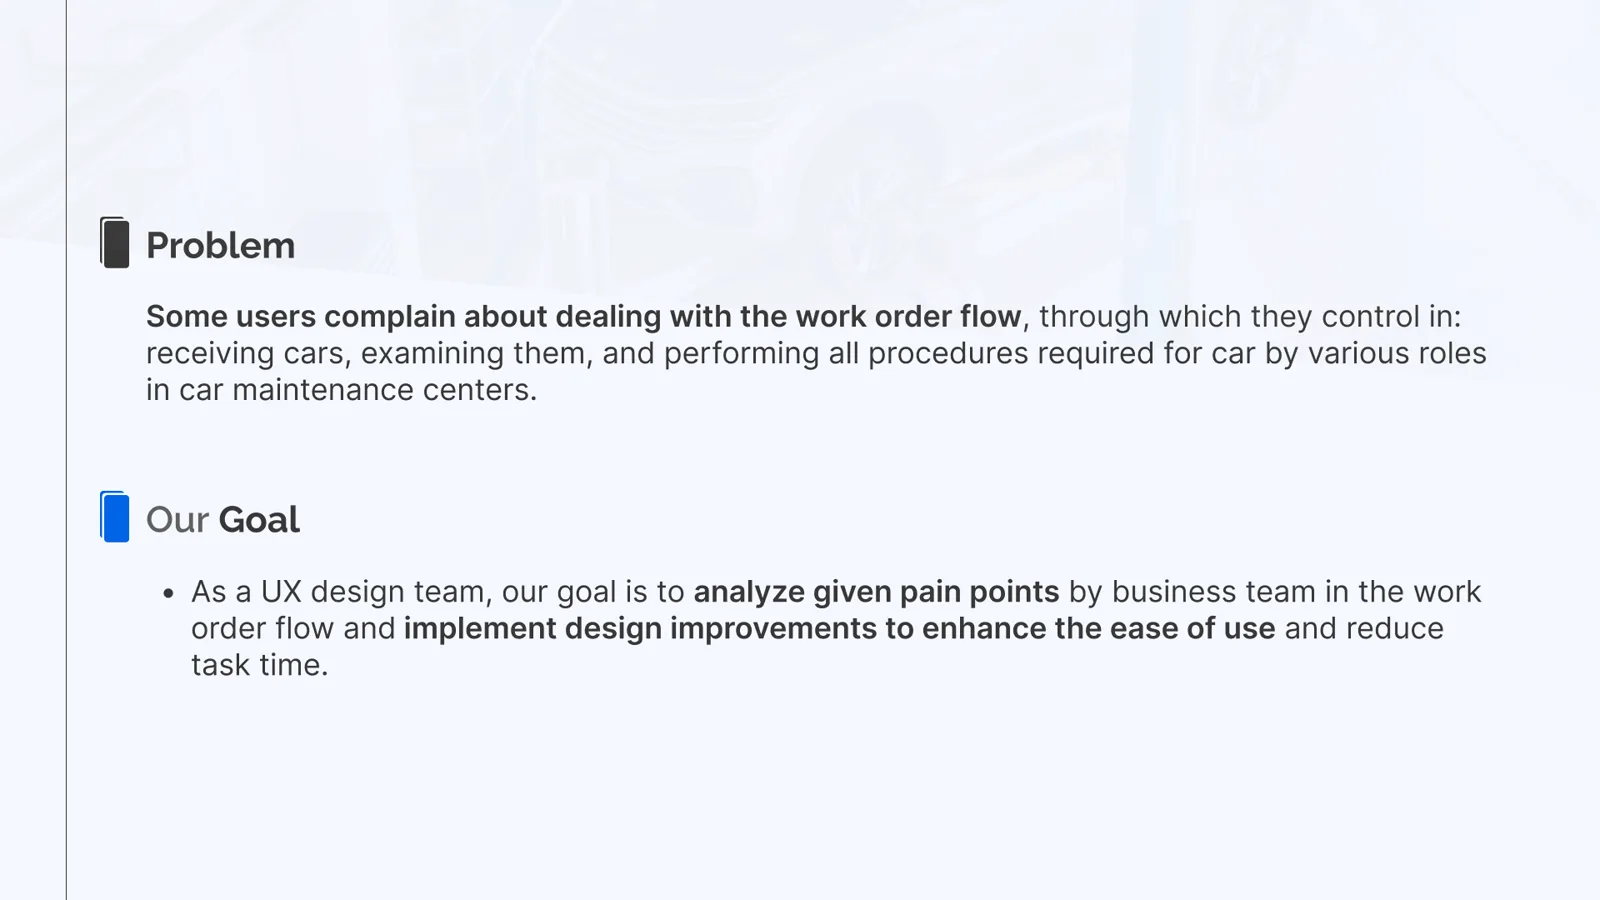 Problem
Some users complain about dealing with the work order flow, through which they control in:
receiving cars, examining them, and performing all procedures required for car by various roles
in car maintenance centers.
Our Goal
• As a UX design team, our goal is to analyze given pain points by business team in the work
order flow and implement design improvements to enhance the ease of use and reduce
task time.